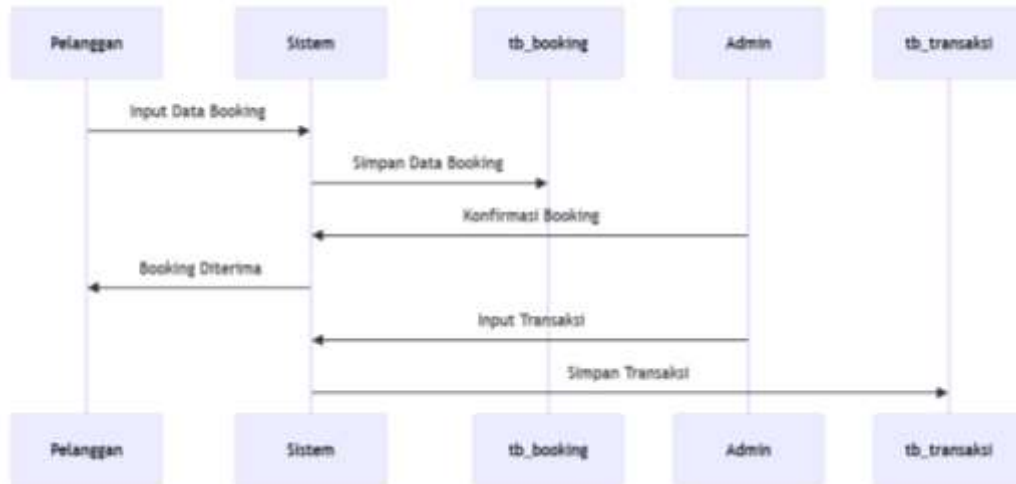 Pelanggan
Sistem
tb_booking
Admin
tb_transaksi
Input Data Booking
Simpan Data Booking
Konfirmasi Booking
Booking Diterima
Input Transaksi
Simpan Transaksi
Pelanggan
Sistem
tb_booking
Admin
tb_transaksi